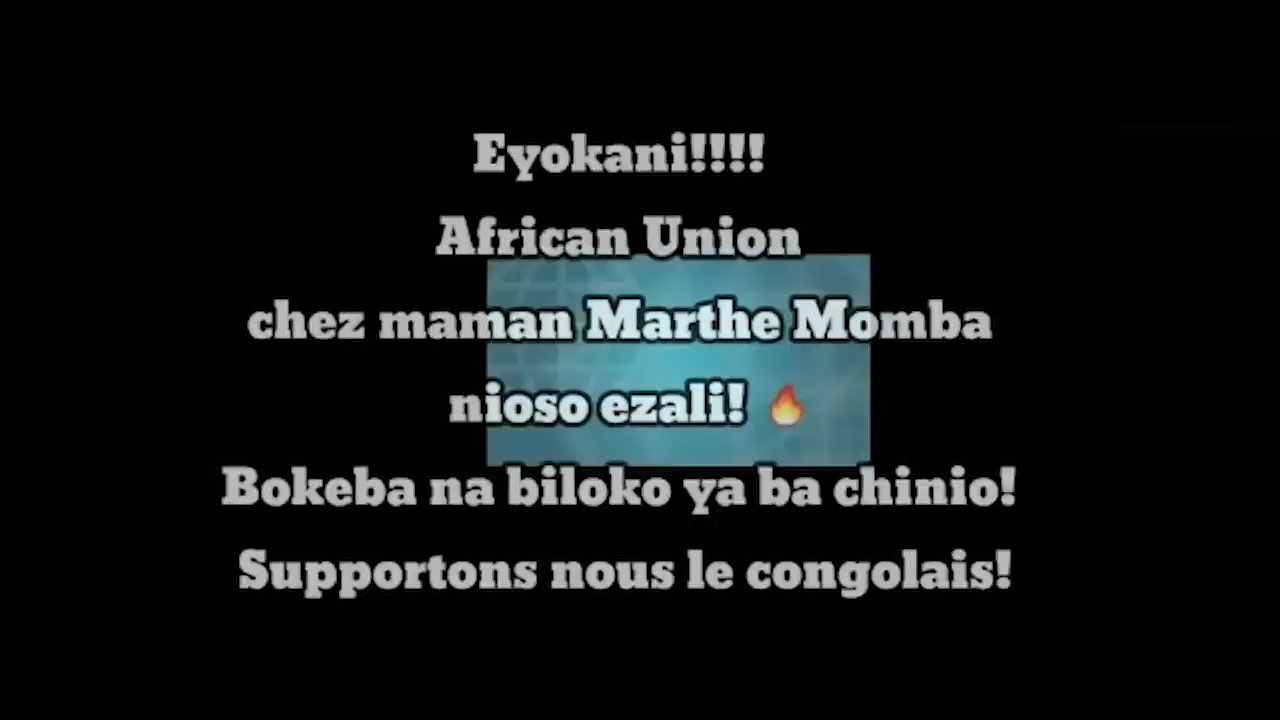 Eyokani!!!!
African Union
chez maman Marthe Momba
nioso ezali! 🔥
Bokeba na biloko ya ba chinio!
Supportons nous le congolais!